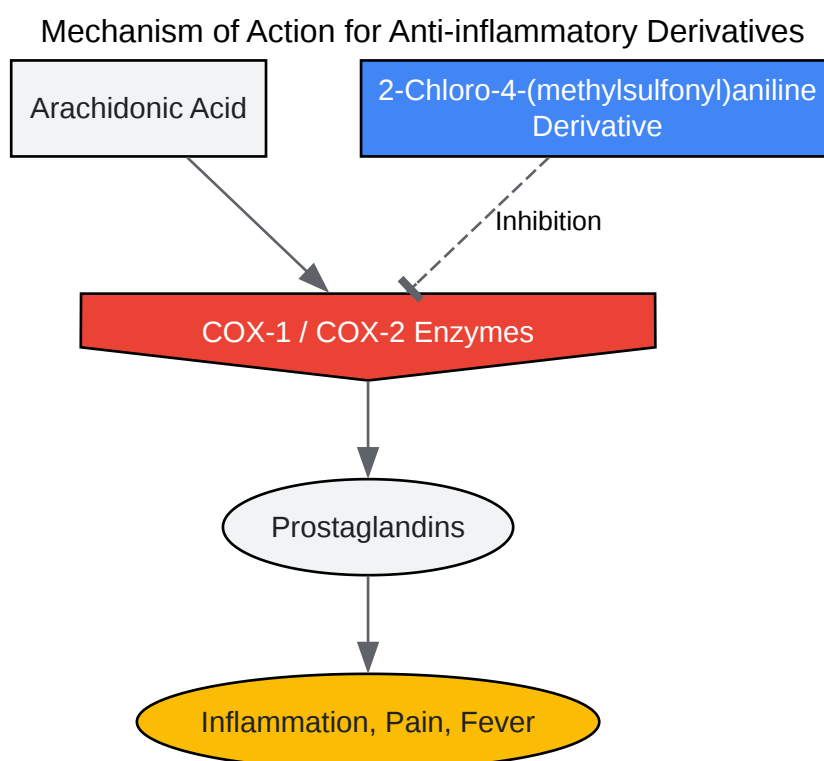 Mechanism of Action for Anti-inflammatory Derivatives
Arachidonic Acid
2-Chloro-4-(methylsulfonyl)aniline
Derivative
Inhibition
COX-1 / COX-2 Enzymes
Prostaglandins
Inflammation, Pain, Fever